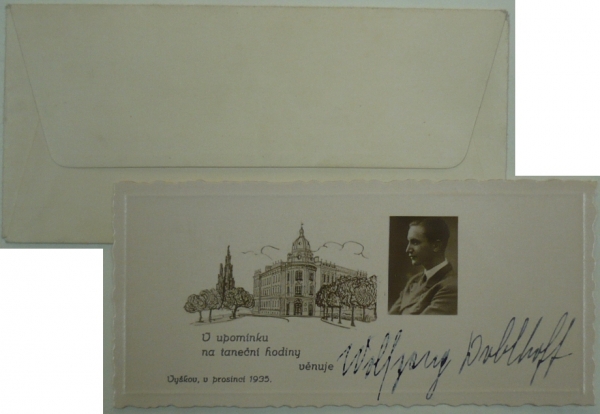 V upomínku
na taneční hodiny
věnuje Wolfgang Doblhoff
Vyškov, v prosinci 1935.